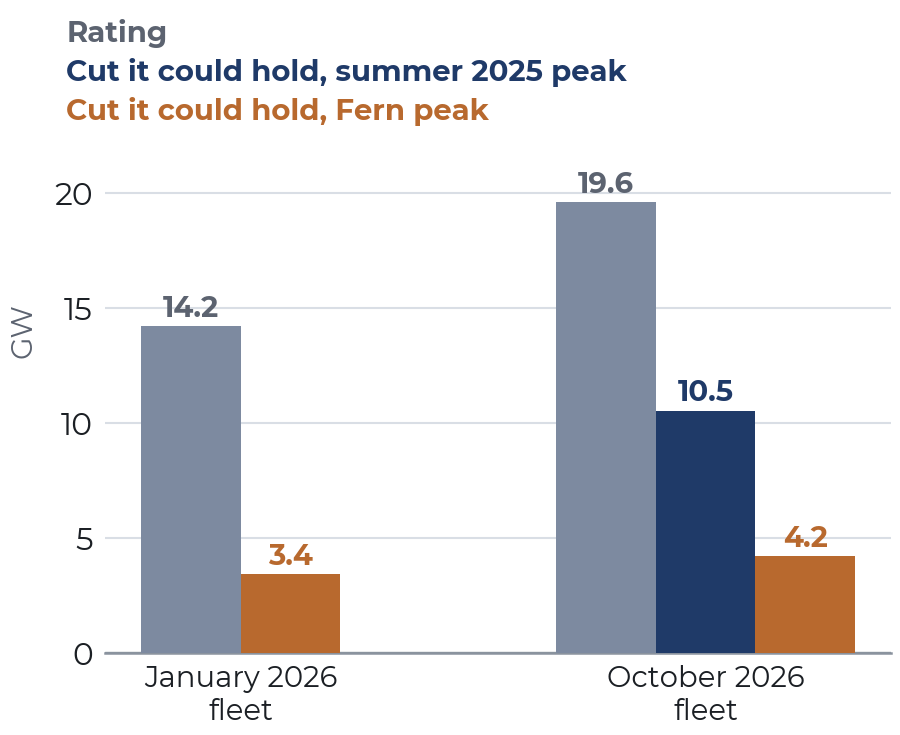 Rating
Cut it could hold, summer 2025 peak
Cut it could hold, Fern peak
GW
20
15
10
5
0
14.2
3.4
19.6
10.5
4.2
January 2026
fleet
October 2026
fleet